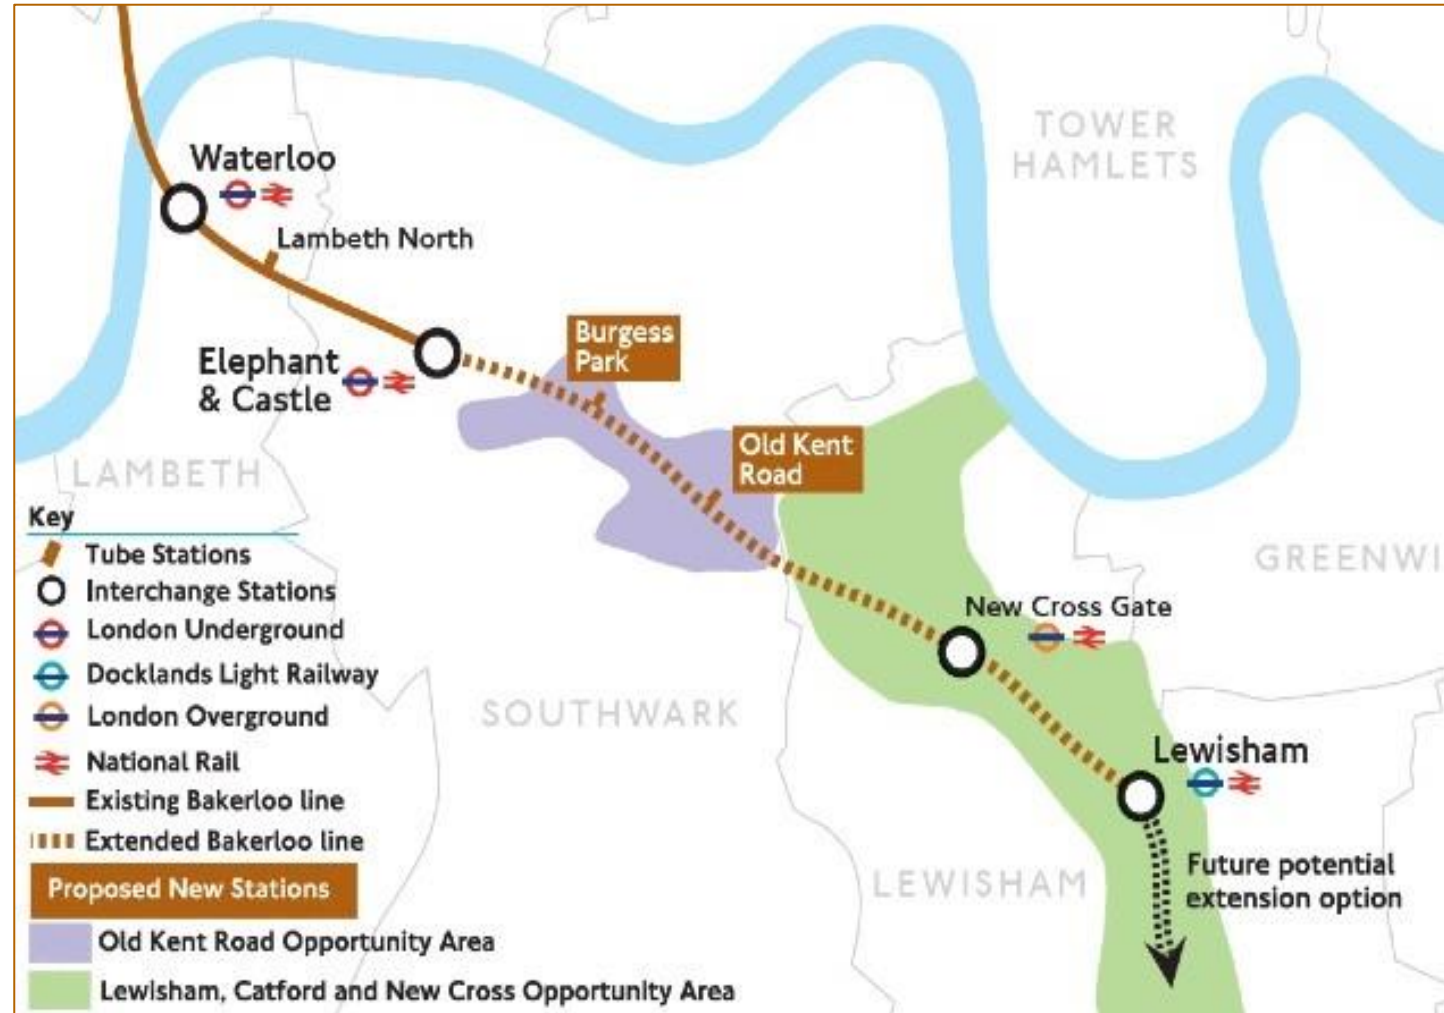 TOWER
HAMLETS
Waterloo
Lambeth North
Burgess
Park
Elephant
& Castle
Old Kent
Road
LAMBETH
Key
Tube Stations
Interchange Stations
London Underground
Docklands Light Railway
London Overground
National Rail
Existing Bakerloo line
Extended Bakerloo line
Proposed New Stations
Old Kent Road Opportunity Area
Lewisham, Catford and New Cross Opportunity Area
GREENWI
New Cross Gate
SOUTHWARK
Lewisham
LEWISHAM
Future potential
extension option